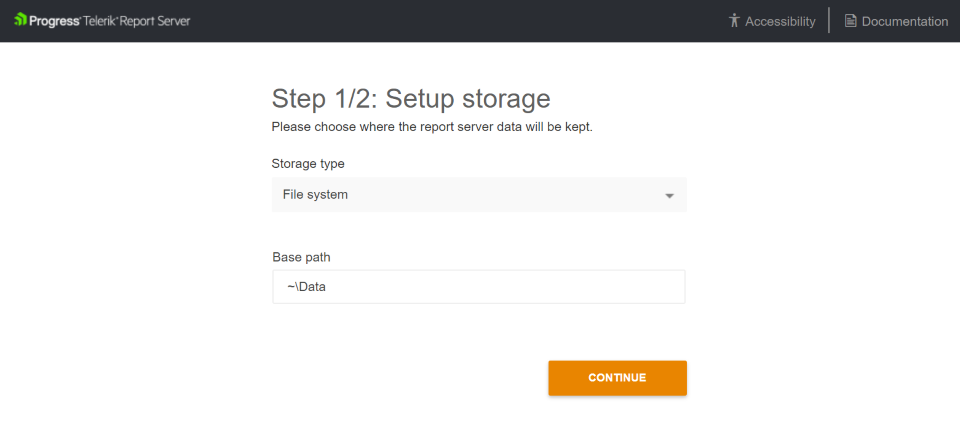 Progress® Telerik® Report Server
Accessibility
Documentation
Step 1/2: Setup storage
Please choose where the report server data will be kept.
Storage type
File system
Base path
~\Data
CONTINUE